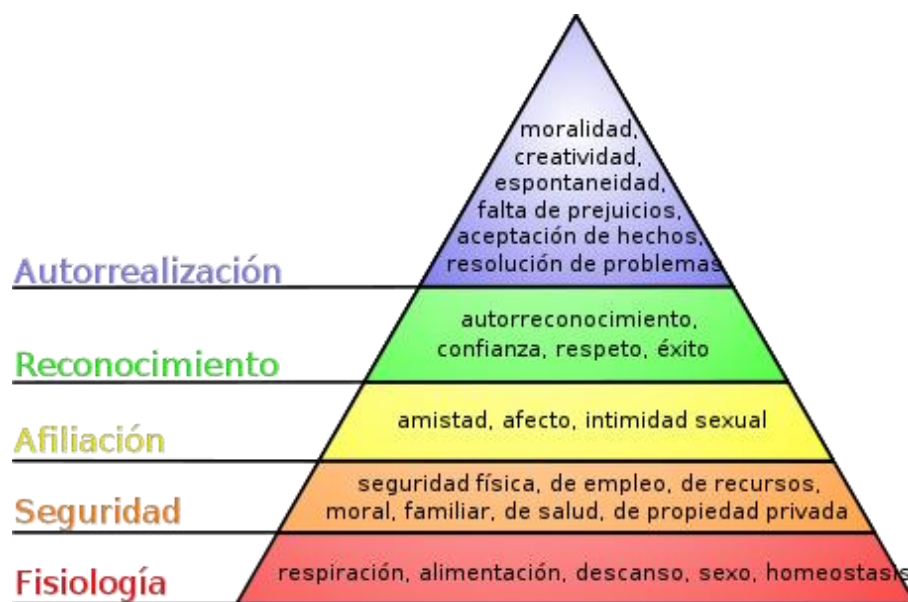 moralidad,
creatividad,
espontaneidad,
falta de prejuicios,
aceptación de hechos,
resolución de problemas
Autorrealización
autorreconocimiento,
confianza, respeto, éxito
Reconocimiento
amistad, afecto, intimidad sexual
Afiliación
seguridad física, de empleo, de recursos,
moral, familiar, de salud, de propiedad privada
Seguridad
respiración, alimentación, descanso, sexo, homeostasis
Fisiología